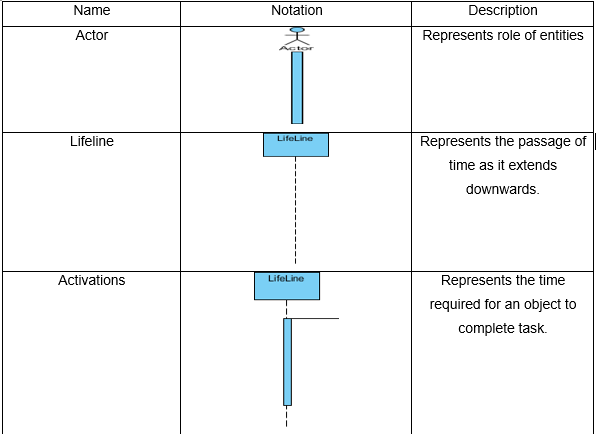 Name Notation Description
Actor
Actor
Represents role of entities
Lifeline
LifeLine
Represents the passage of
time as it extends
downwards.
Activations
LifeLine
Represents the time
required for an object to
complete task.